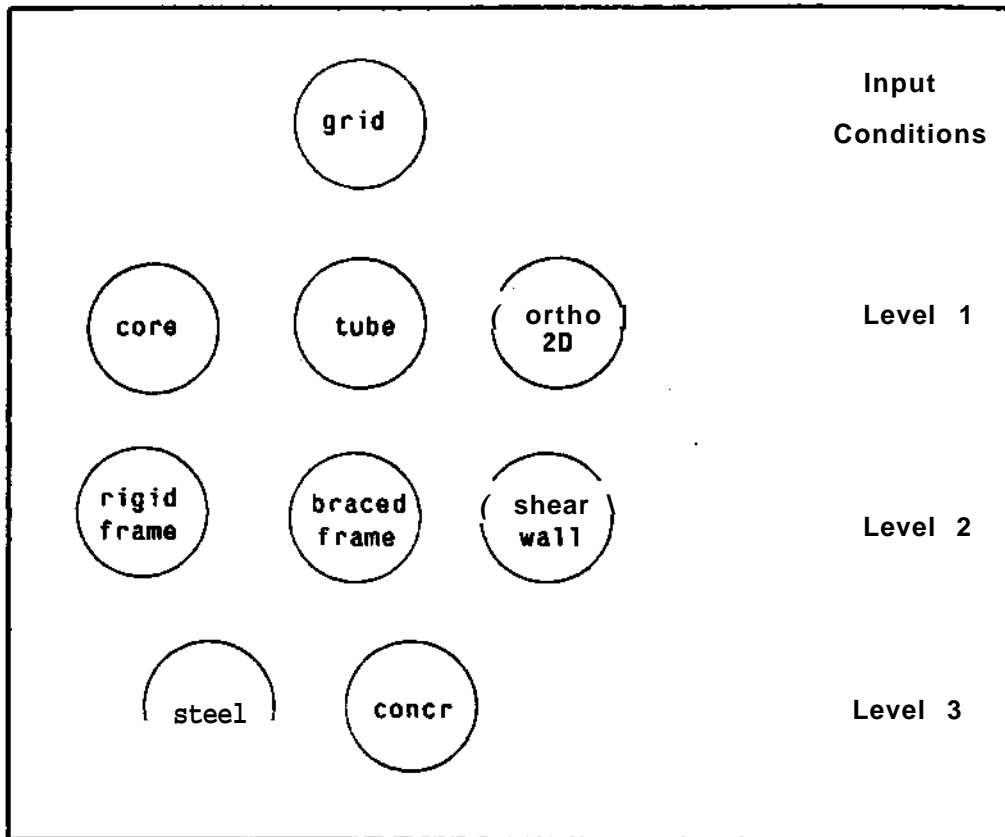 grid
Input
Conditions
core
tube
ortho
2D
Level 1
rigid
frame
braced
frame
shear
wall
Level 2
steel
concr
Level 3